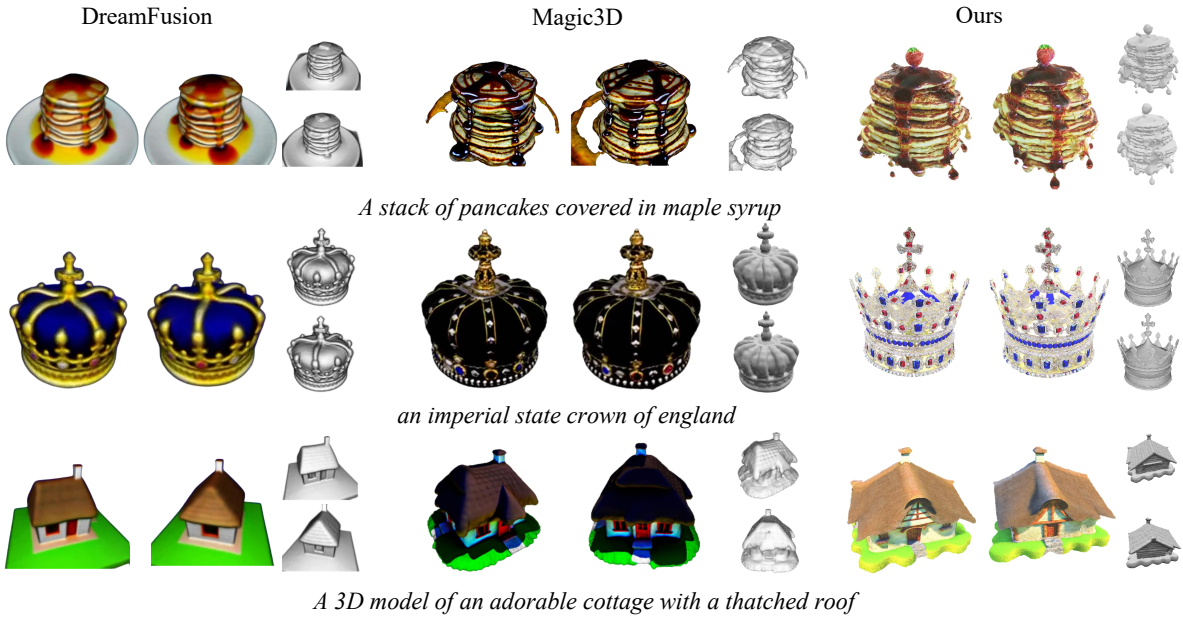 DreamFusion
Magic3D
Ours
A stack of pancakes covered in maple syrup
an imperial state crown of england
A 3D model of an adorable cottage with a thatched roof